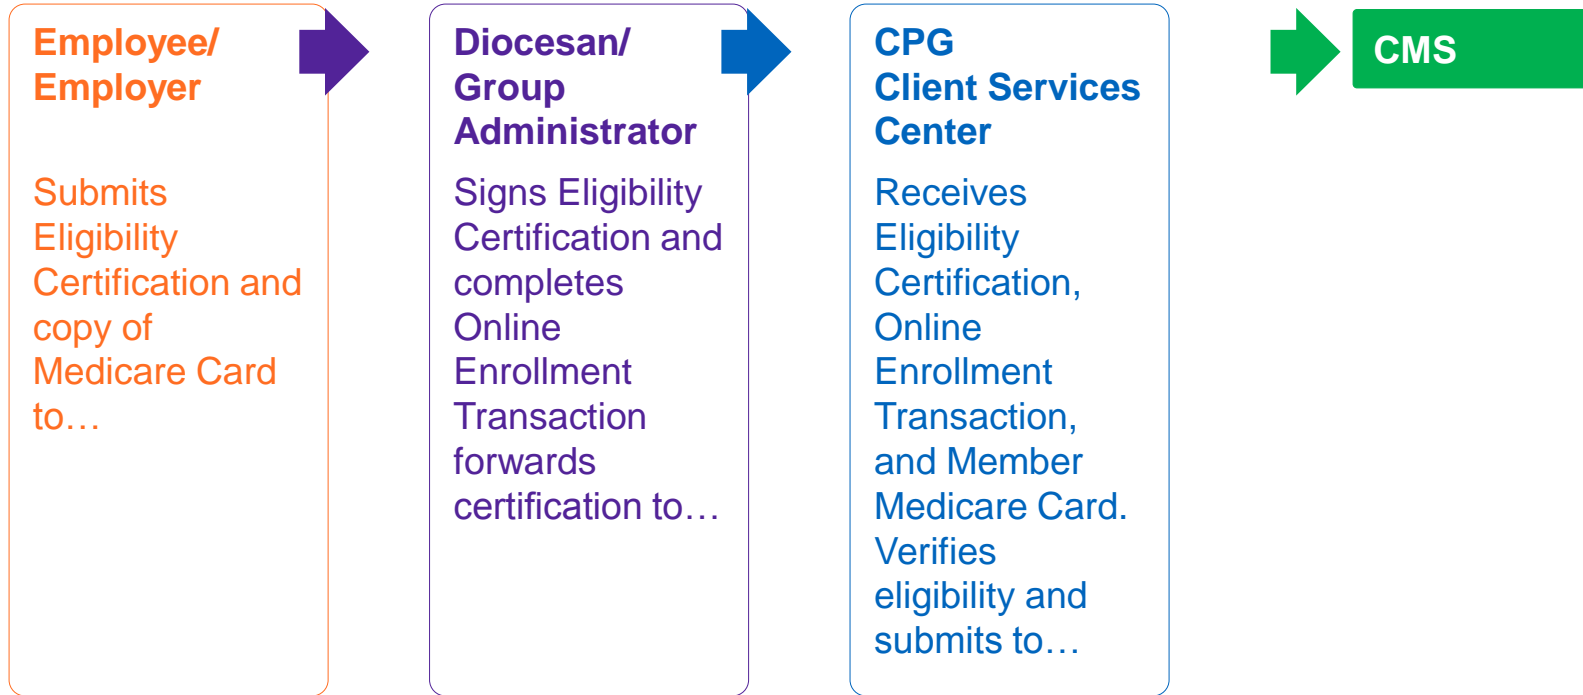 Employee/
Employer
Submits
Eligibility
Certification and
copy of
Medicare Card
to…
Diocesan/
Group
Administrator
Signs Eligibility
Certification and
completes
Online
Enrollment
Transaction
forwards
certification to…
CPG
Client Services
Center
Receives
Eligibility
Certification,
Online
Enrollment
Transaction,
and Member
Medicare Card.
Verifies
eligibility and
submits to…
CMS